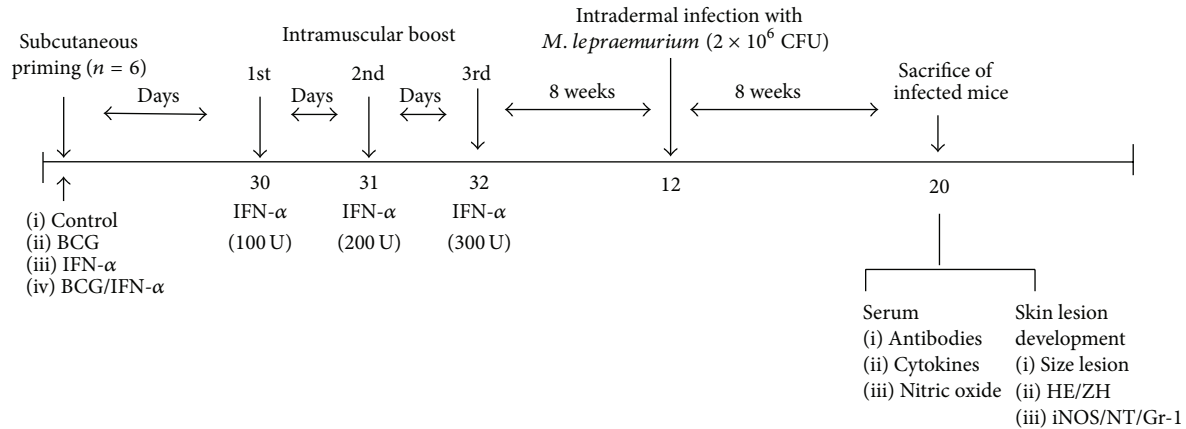 Subcutaneous
priming (n = 6)
Intramuscular boost
Intradermal infection with
M. lepraemurium (2 × 10⁶ CFU)
Sacrifice of
infected mice
1st
2nd
3rd
Days
Days
Days
8 weeks
8 weeks
30
31
32
12
20
IFN-α
(100 U)
IFN-α
(200 U)
IFN-α
(300 U)
(i) Control
(ii) BCG
(iii) IFN-α
(iv) BCG/IFN-α
Serum
(i) Antibodies
(ii) Cytokines
(iii) Nitric oxide
Skin lesion
development
(i) Size lesion
(ii) HE/ZH
(iii) iNOS/NT/Gr-1